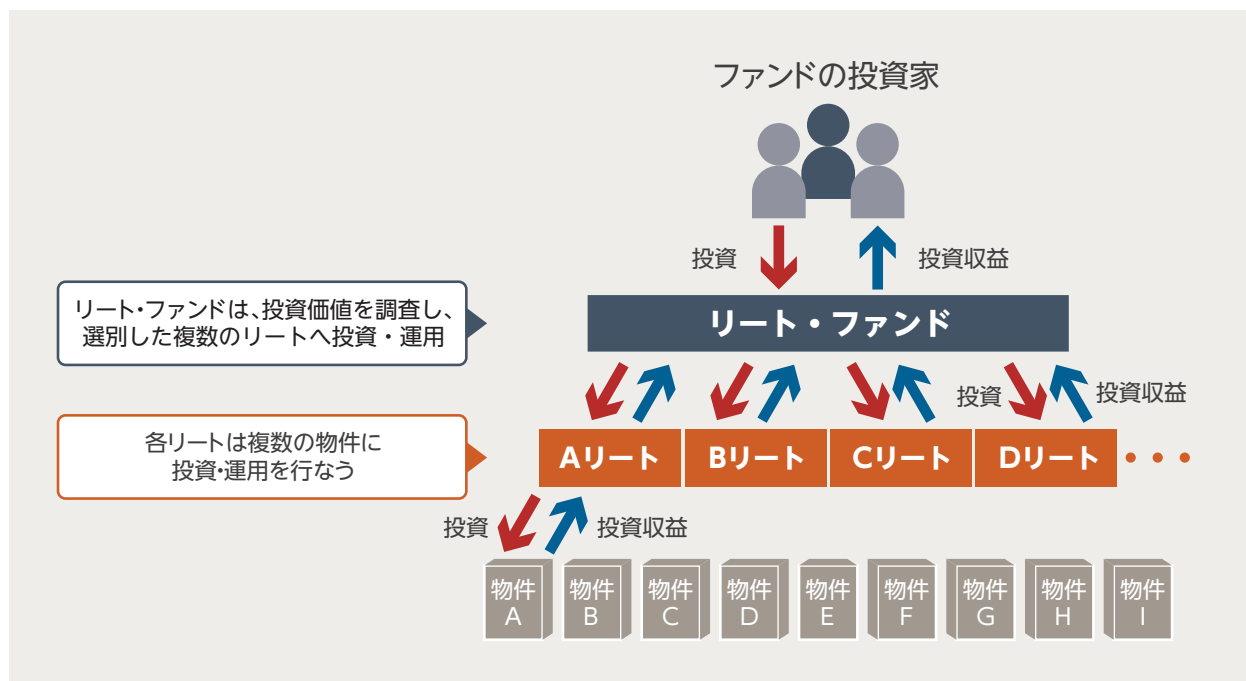 ファンドの投資家
投資
投資収益
リート・ファンドは、投資価値を調査し、
選別した複数のリートへ投資・運用
リート・ファンド
投資
投資収益
各リートは複数の物件に
投資・運用を行なう
Aリート
Bリート
Cリート
Dリート
・・・
投資
投資収益
物件
A
物件
B
物件
C
物件
D
物件
E
物件
F
物件
G
物件
H
物件
I